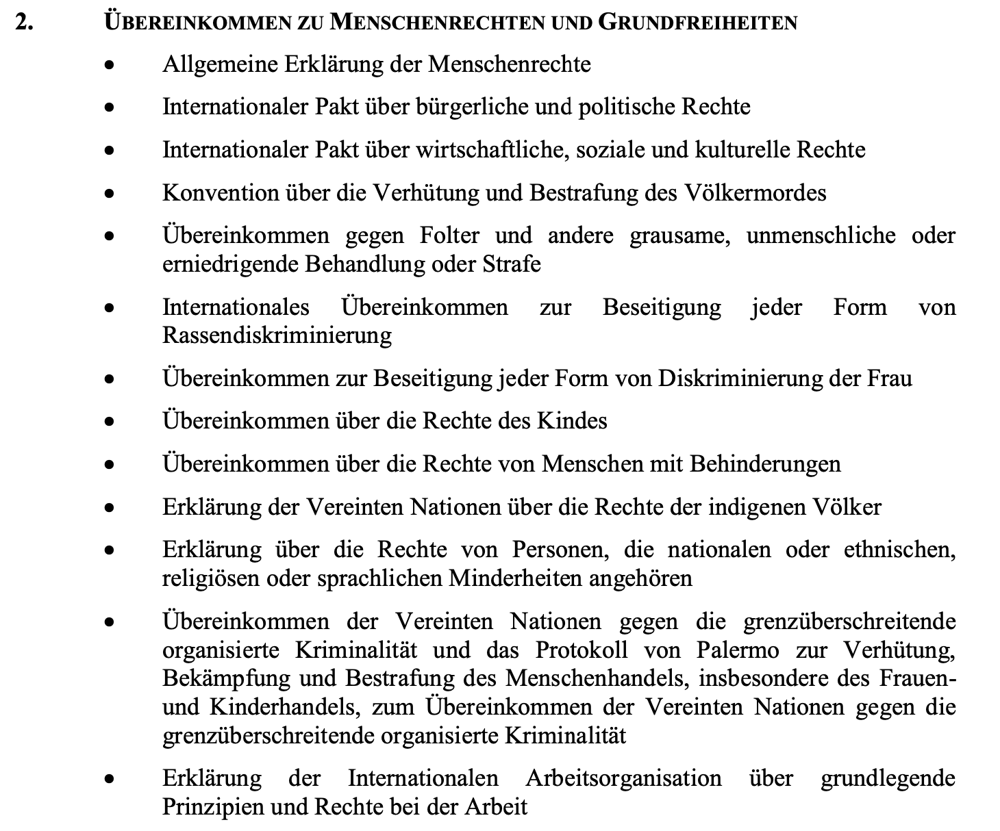 2. ÜBEREINKOMMEN ZU MENSCHENRECHTEN UND GRUNDFREIHEITEN
• Allgemeine Erklärung der Menschenrechte
• Internationaler Pakt über bürgerliche und politische Rechte
• Internationaler Pakt über wirtschaftliche, soziale und kulturelle Rechte
• Konvention über die Verhütung und Bestrafung des Völkermordes
• Übereinkommen gegen Folter und andere grausame, unmenschliche oder
erniedrigende Behandlung oder Strafe
• Internationales Übereinkommen zur Beseitigung jeder Form von
Rassendiskriminierung
• Übereinkommen zur Beseitigung jeder Form von Diskriminierung der Frau
• Übereinkommen über die Rechte des Kindes
• Übereinkommen über die Rechte von Menschen mit Behinderungen
• Erklärung der Vereinten Nationen über die Rechte der indigenen Völker
• Erklärung über die Rechte von Personen, die nationalen oder ethnischen,
religiösen oder sprachlichen Minderheiten angehören
• Übereinkommen der Vereinten Nationen gegen die grenzüberschreitende
organisierte Kriminalität und das Protokoll von Palermo zur Verhütung,
Bekämpfung und Bestrafung des Menschenhandels, insbesondere des Frauen-
und Kinderhandels, zum Übereinkommen der Vereinten Nationen gegen die
grenzüberschreitende organisierte Kriminalität
• Erklärung der Internationalen Arbeitsorganisation über grundlegende
Prinzipien und Rechte bei der Arbeit